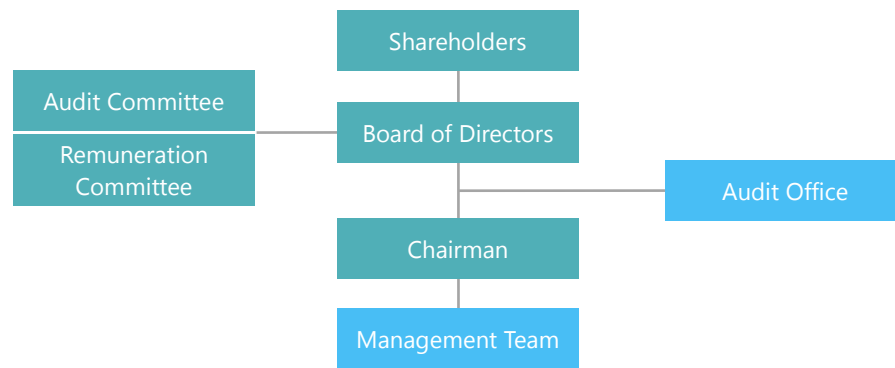 Shareholders
Audit Committee
Board of Directors
Remuneration
Committee
Audit Office
Chairman
Management Team